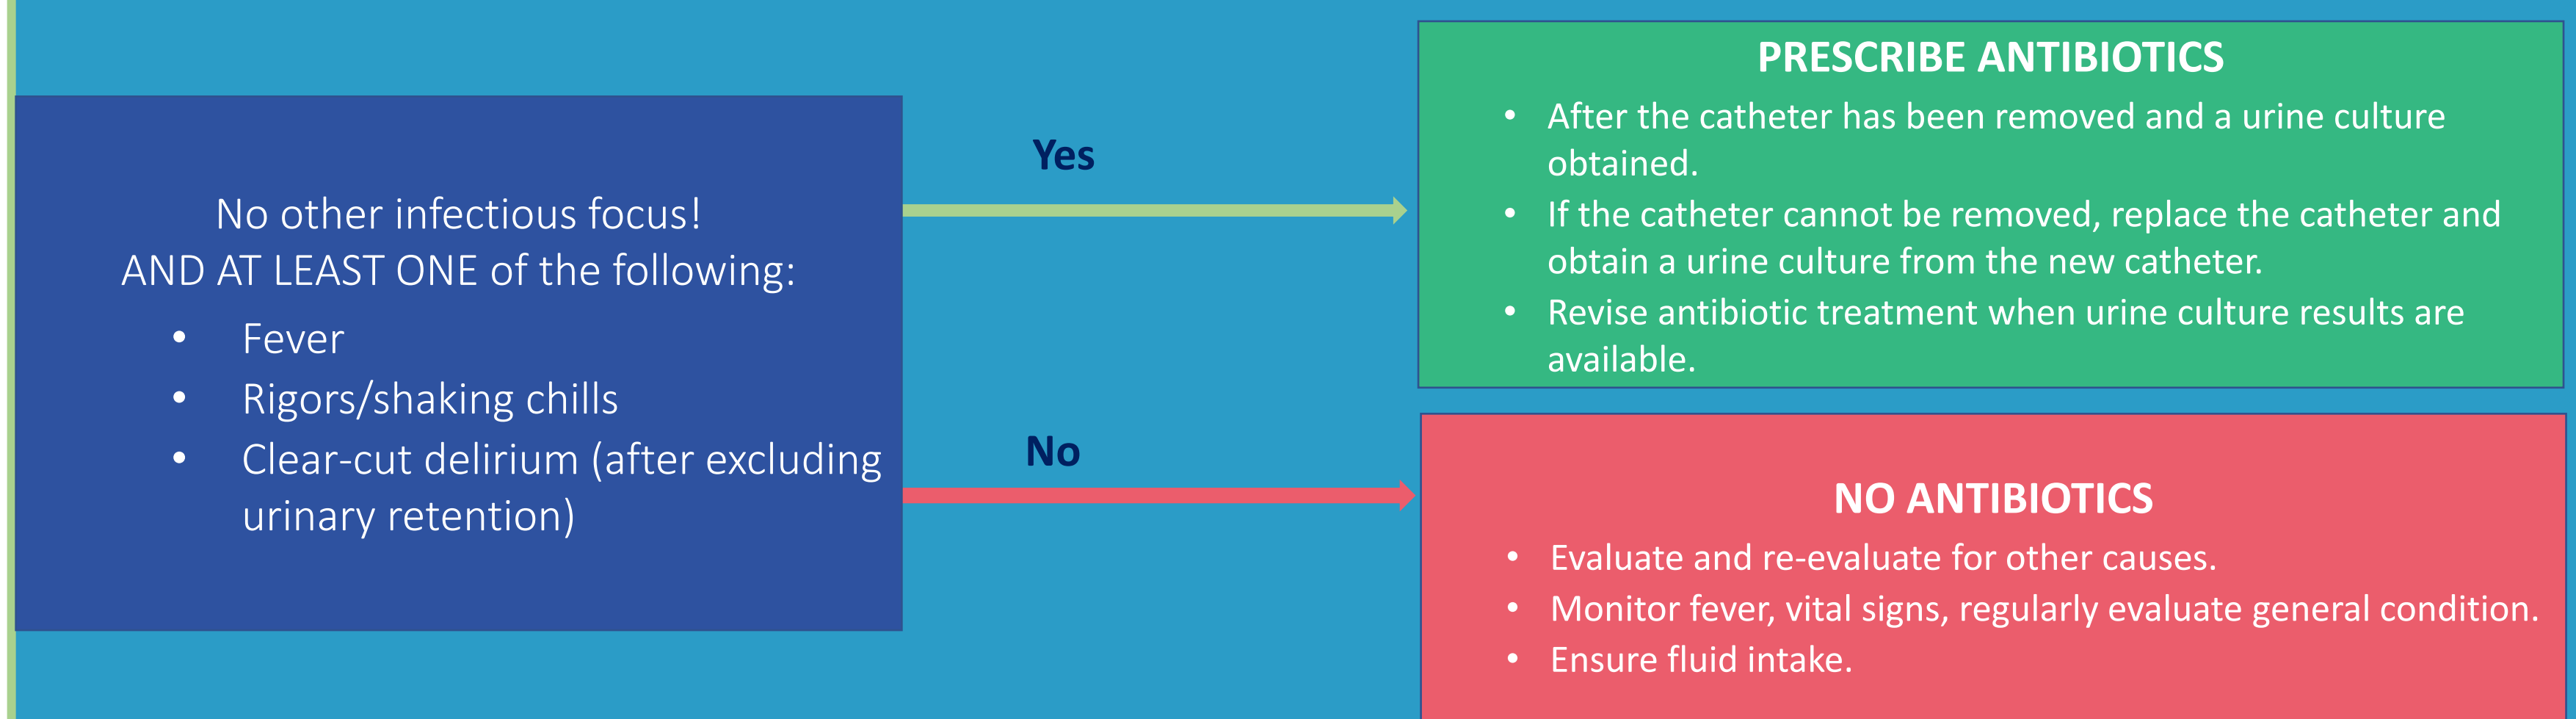 No other infectious focus!
AND AT LEAST ONE of the following:
• Fever
• Rigors/shaking chills
• Clear-cut delirium (after excluding
urinary retention)
Yes
No
PRESCRIBE ANTIBIOTICS
• After the catheter has been removed and a urine culture
obtained.
• If the catheter cannot be removed, replace the catheter and
obtain a urine culture from the new catheter.
• Revise antibiotic treatment when urine culture results are
available.
NO ANTIBIOTICS
• Evaluate and re-evaluate for other causes.
• Monitor fever, vital signs, regularly evaluate general condition.
• Ensure fluid intake.